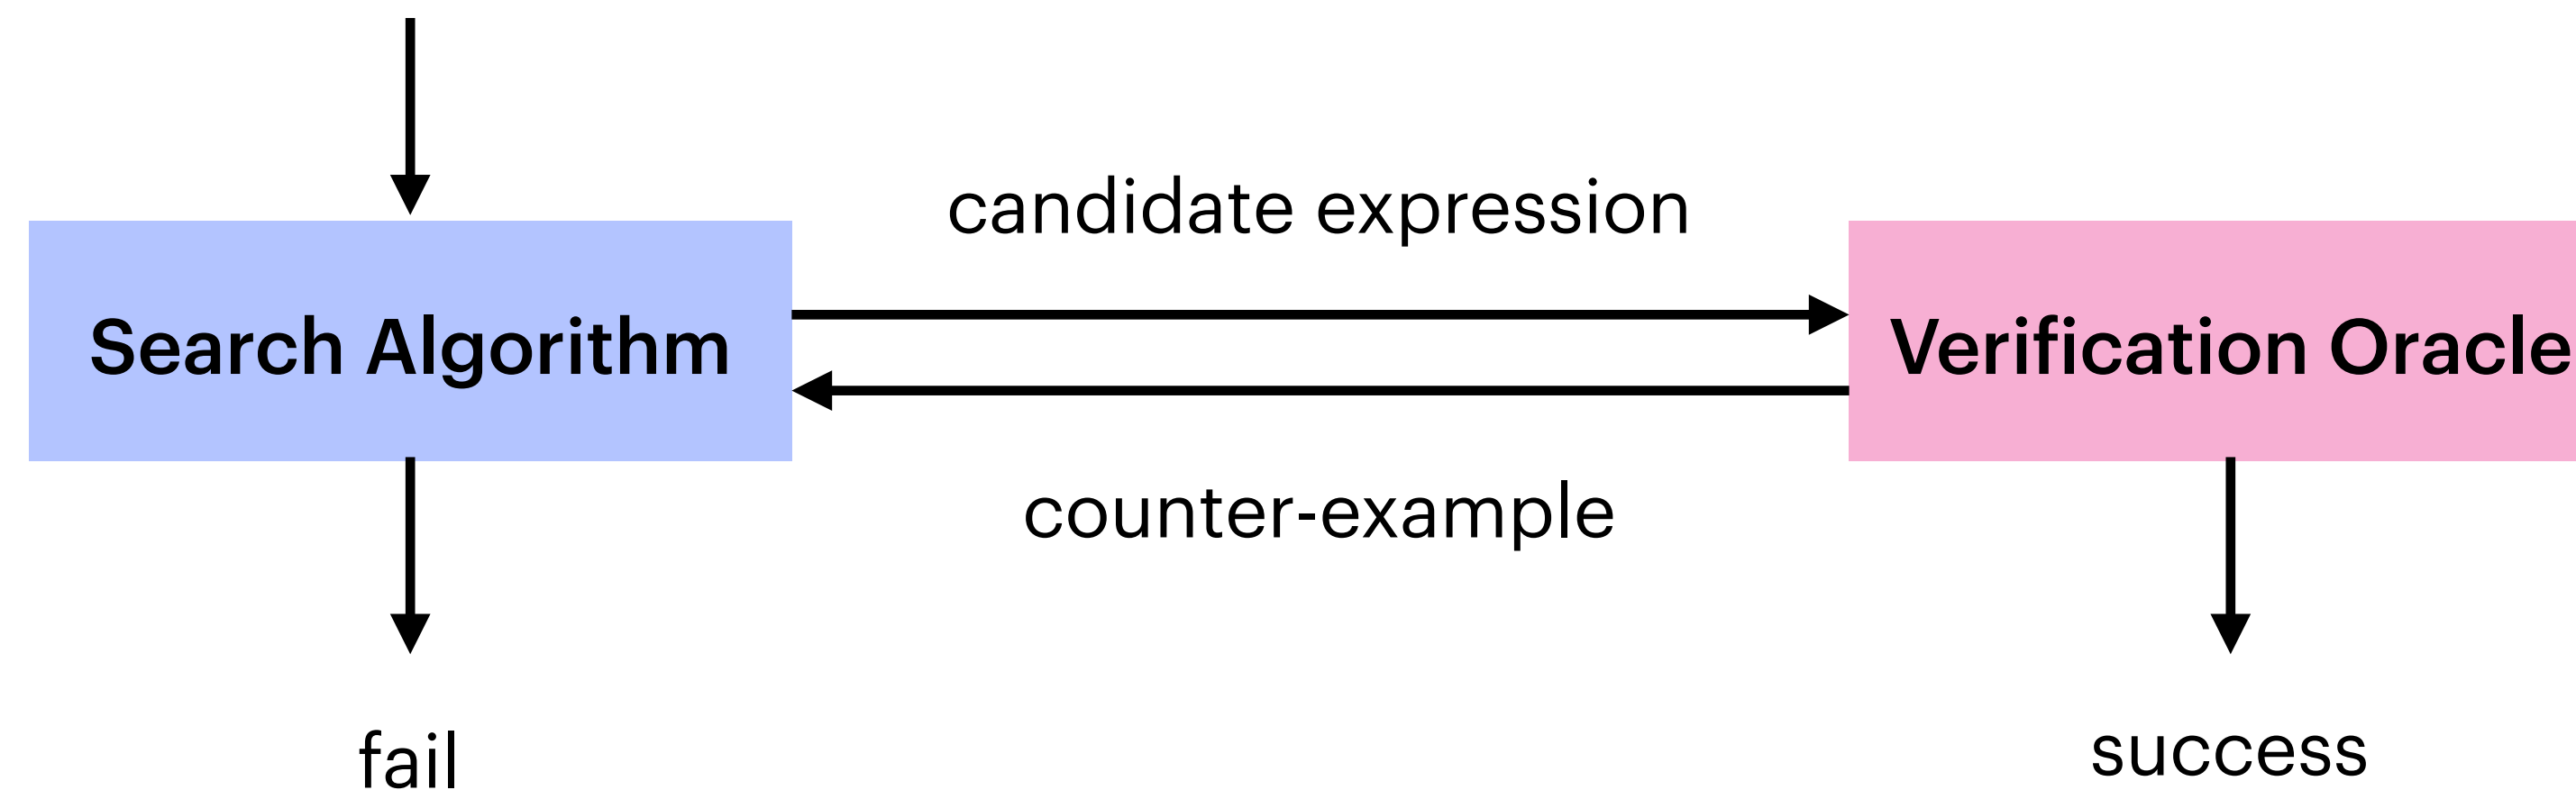 candidate expression
Search Algorithm
Verification Oracle
counter-example
fail
success